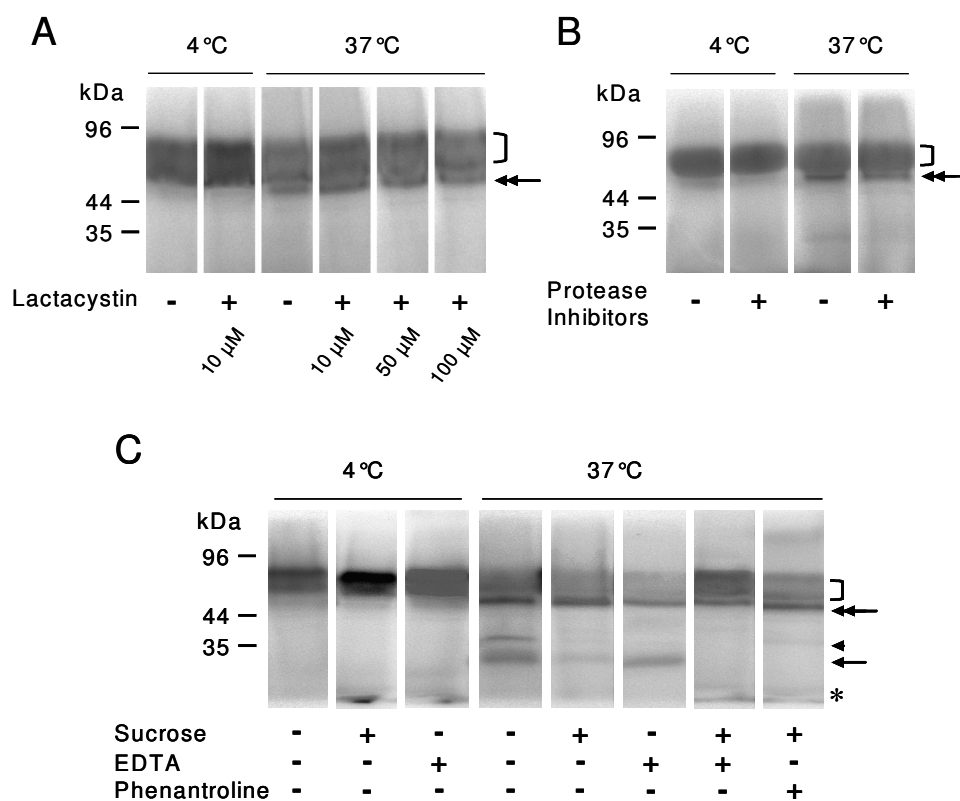 A
4°C 37°C
kDa
96
44
35
Lactacystin - + - + + +
10 µM 10 µM 50 µM 100 µM
B
4°C 37°C
kDa
96
44
35
Protease
Inhibitors - + - +
C
4°C 37°C
kDa
96
44
35
*
Sucrose - + - - + - + +
EDTA - - + - - + + -
Phenantroline - - - - - - - +